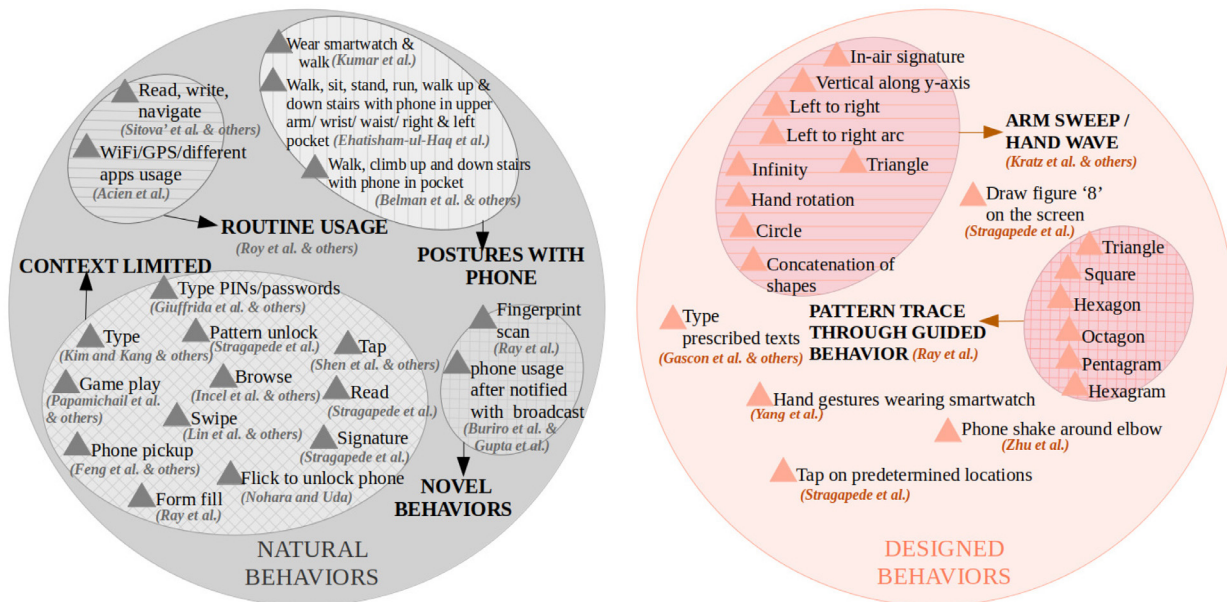 Wear smartwatch &
walk (Kumar et al.)
Walk, sit, stand, run, walk up &
down stairs with phone in upper
arm/ wrist/ waist/ right & left
pocket (Ehatisham-ul-Haq et al.)
Walk, climb up and down stairs
with phone in pocket
(Belman & others)
Read, write,
navigate
(Sitova' et al. & others)
WiFi/GPS/different
apps usage
(Acien et al.)
ROUTINE USAGE
(Roy et al. & others)
POSTURES WITH
PHONE
CONTEXT LIMITED
Type PINs/passwords
(Giuffrida et al. & others)
Type
(Kim and Kang & others)
Pattern unlock
(Stragapede et al.)
Tap
(Shen et al. & others)
Game play
(Papamichail et al.
& others)
Browse
(Incel et al. & others)
Read
(Stragapede et al.)
Swipe
(Lin et al. & others)
Signature
(Stragapede et al.)
Phone pickup
(Feng et al. & others)
Flick to unlock phone
(Nohara and Uda)
Form fill
(Ray et al.)
Fingerprint
scan
(Ray et al.)
phone usage
after notified
with broadcast
(Buriro et al. &
Gupta et al.)
NOVEL
BEHAVIORS
NATURAL
BEHAVIORS
In-air signature
Vertical along y-axis
Left to right
Left to right arc
Infinity
Triangle
Hand rotation
Circle
Concatenation of
shapes
ARM SWEEP /
HAND WAVE
(Kratz et al. & others)
Draw figure ‘8’
on the screen
(Stragapede et al.)
Triangle
Square
Hexagon
Octagon
Pentagram
Hexagram
PATTERN TRACE
THROUGH GUIDED
BEHAVIOR (Ray et al.)
Type
prescribed texts
(Gascon et al. & others)
Hand gestures wearing smartwatch
(Yang et al.)
Phone shake around elbow
(Zhu et al.)
Tap on predetermined locations
(Stragapede et al.)
DESIGNED
BEHAVIORS